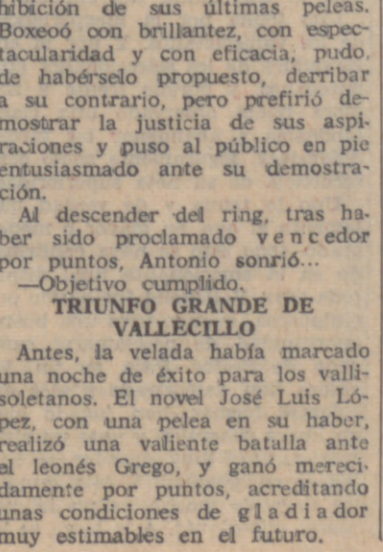 hibición de sus últimas peleas.
Boxeoó con brillantez, con espec-
tacularidad y con eficacia; pudo,
de habérselo propuesto, derribar
a su contrario, pero prefirió de-
mostrar la justicia de sus aspi-
raciones y puso al público en pie
entusiasmado ante su demostra-
ción.
Al descender del ring, tras ha-
ber sido proclamado vencedor
por puntos, Antonio sonrió...
—Objetivo cumplido.
TRIUNFO GRANDE DE
VALLECILLO
Antes, la velada había marcado
una noche de éxito para los valli-
soletanos. El novel José Luis Ló-
pez, con una pelea en su haber,
realizó una valiente batalla ante
el leonés Grego, y ganó mereci-
damente por puntos, acreditando
unas condiciones de gladiador
muy estimables en el futuro.